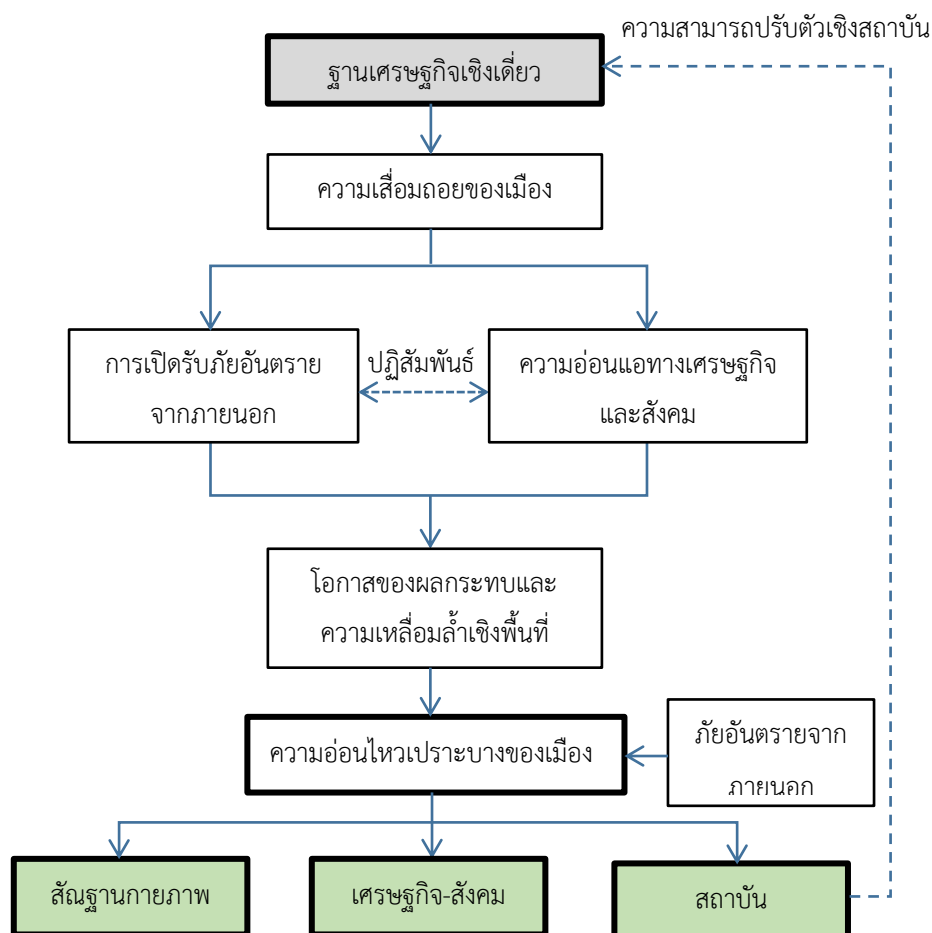 ความสามารถปรับตัวเชิงสถาบัน
ฐานเศรษฐกิจเชิงเดี่ยว
ความเสื่อมถอยของเมือง
การเปิดรับภัยอันตราย
จากภายนอก
ปฏิสัมพันธ์
ความอ่อนแอทางเศรษฐกิจ
และสังคม
โอกาสของผลกระทบและ
ความเหลื่อมล้ำเชิงพื้นที่
ความอ่อนไหวเปราะบางของเมือง
ภัยอันตรายจาก
ภายนอก
สัณฐานกายภาพ
เศรษฐกิจ-สังคม
สถาบัน